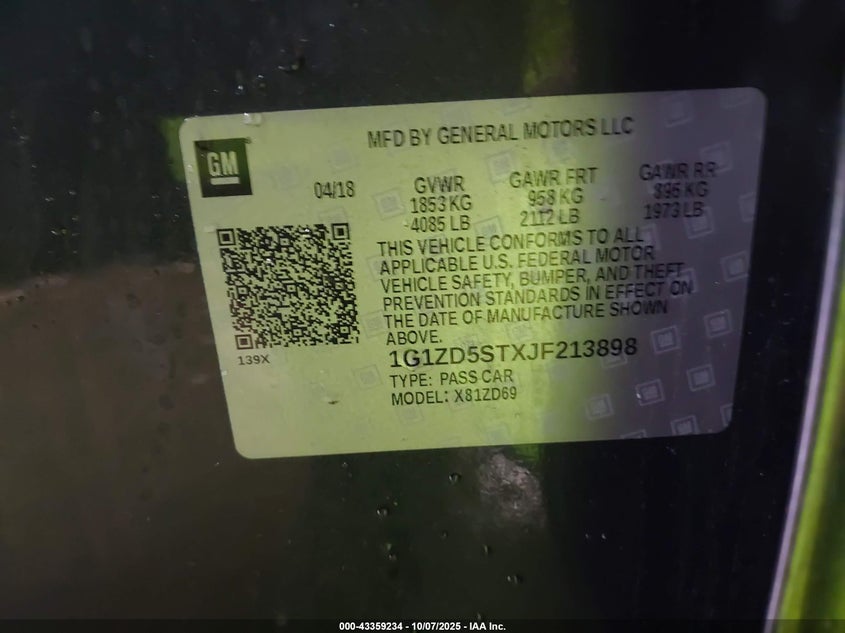 MFD BY GENERAL MOTORS LLC
GM
04/18
GVWR
1853 KG
4085 LB
GAWR FRT
958 KG
2112 LB
GAWR RR
895 KG
1973 LB
THIS VEHICLE CONFORMS TO ALL
APPLICABLE U.S. FEDERAL MOTOR
VEHICLE SAFETY, BUMPER, AND THEFT
PREVENTION STANDARDS IN EFFECT ON
THE DATE OF MANUFACTURE SHOWN
ABOVE.
139X
1G1ZD5STXJF213898
TYPE: PASS CAR
MODEL: X81ZD69
000-43359234 - 10/07/2025 - IAA Inc.